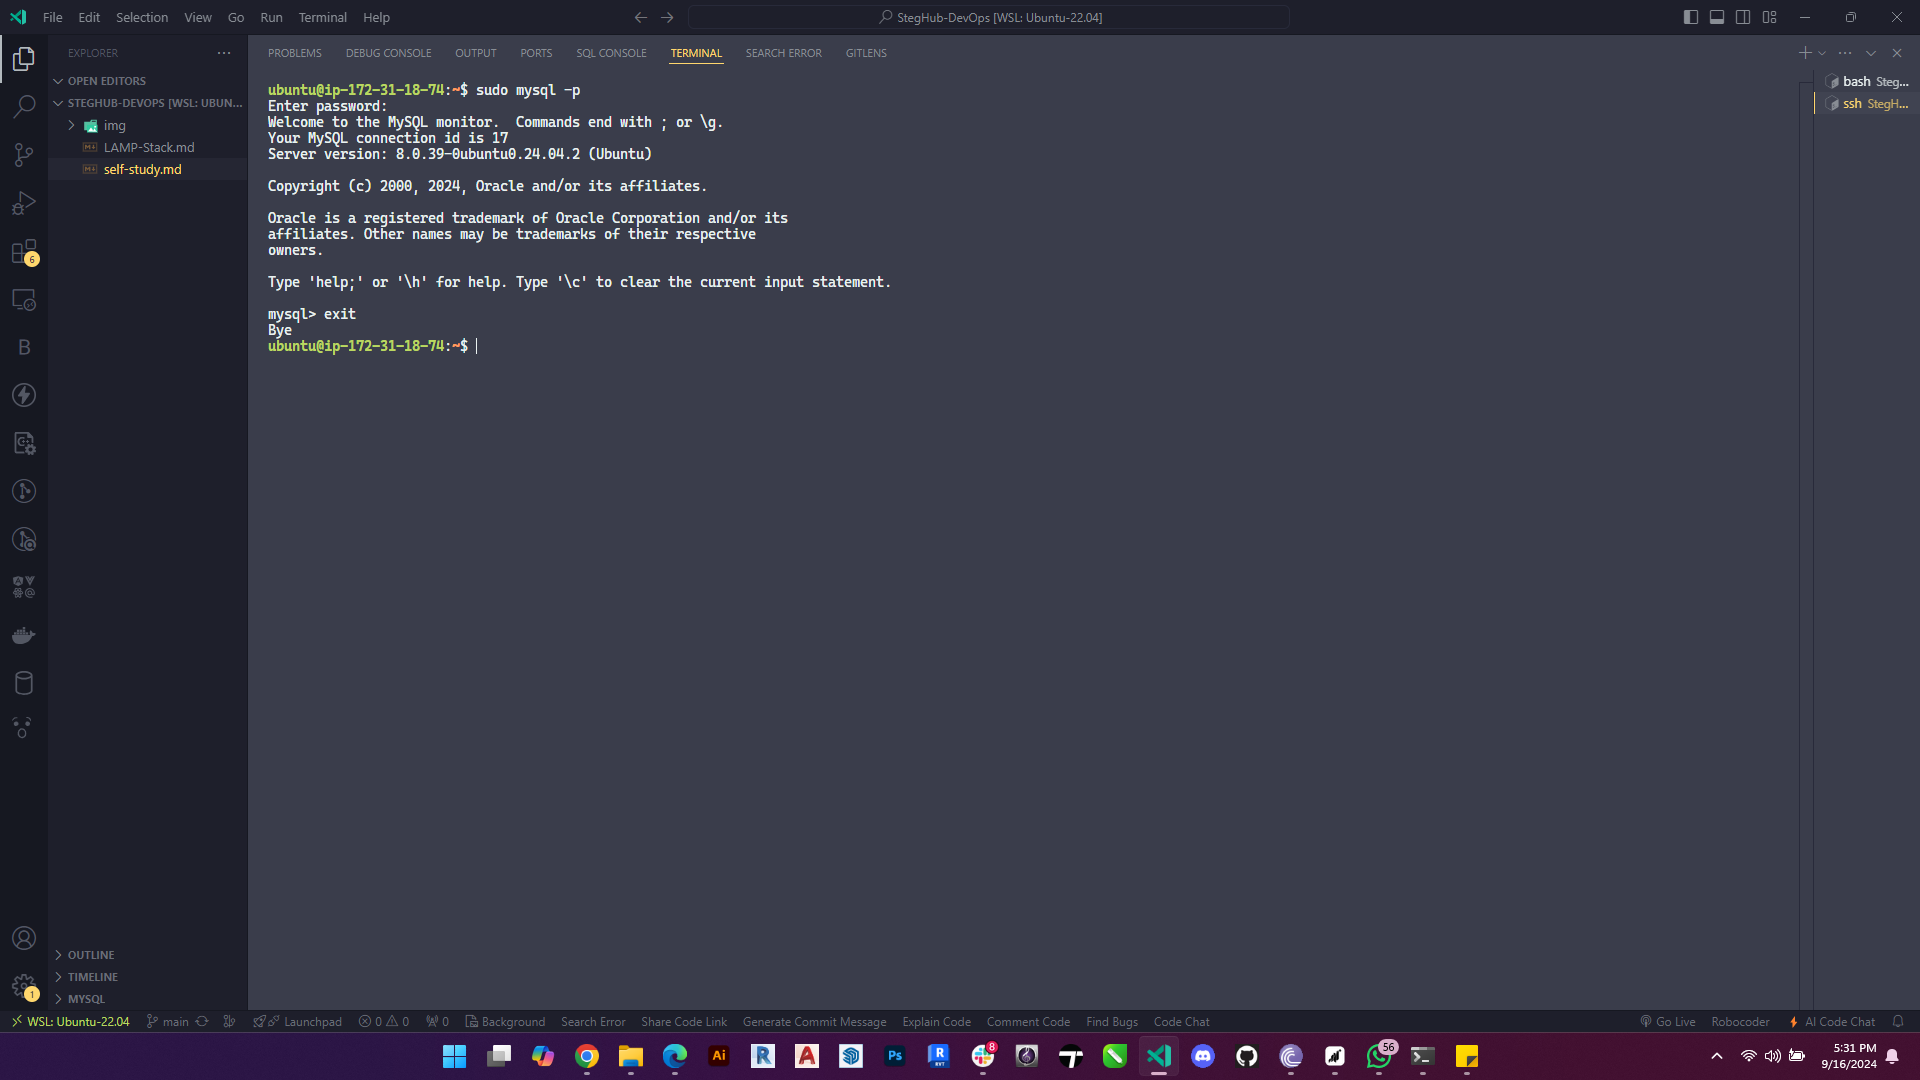 File Edit Selection View Go Run Terminal Help
StegHub-DevOps [WSL: Ubuntu-22.04]
EXPLORER
OPEN EDITORS
STEGHUB-DEVOPS [WSL: UBUN...
img
LAMP-Stack.md
self-study.md
PROBLEMS DEBUG CONSOLE OUTPUT PORTS SQL CONSOLE TERMINAL SEARCH ERROR GITLENS
ubuntu@ip-172-31-18-74:~$ sudo mysql -p
Enter password:
Welcome to the MySQL monitor.  Commands end with ; or \g.
Your MySQL connection id is 17
Server version: 8.0.39-0ubuntu0.24.04.2 (Ubuntu)
Copyright (c) 2000, 2024, Oracle and/or its affiliates.
Oracle is a registered trademark of Oracle Corporation and/or its
affiliates. Other names may be trademarks of their respective
owners.
Type 'help;' or '\h' for help. Type '\c' to clear the current input statement.
mysql> exit
Bye
ubuntu@ip-172-31-18-74:~$
bash Steg...
ssh StegH...
6
B
1
OUTLINE
TIMELINE
MYSQL
WSL: Ubuntu-22.04 main Launchpad 0 0 0 Background Search Error Share Code Link Generate Commit Message Explain Code Comment Code Find Bugs Code Chat Go Live Robocoder AI Code Chat
Ai R A Ps R RVT 8 56
5:31 PM
9/16/2024